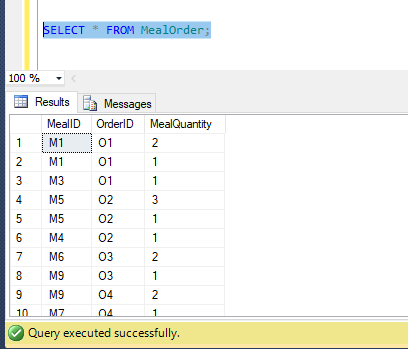 SELECT * FROM MealOrder;
100 %
Results Messages
MealID OrderID MealQuantity
1 M1 O1 2
2 M1 O1 1
3 M3 O1 1
4 M5 O2 3
5 M5 O2 1
6 M4 O2 1
7 M6 O3 2
8 M9 O3 1
9 M9 O4 2
10 M7 O4 1
Query executed successfully.